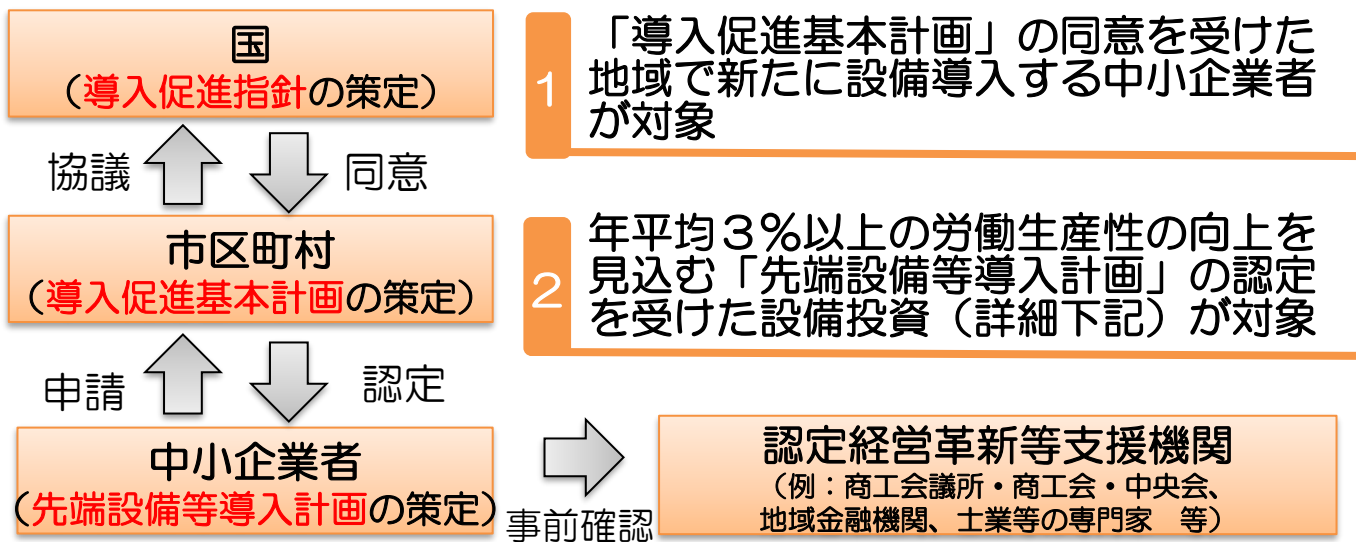 国
（導入促進指針の策定）
協議
同意
市区町村
（導入促進基本計画の策定）
申請
認定
中小企業者
（先端設備等導入計画の策定）
事前確認
認定経営革新等支援機関
（例：商工会議所・商工会・中央会、
地域金融機関、士業等の専門家　等）
1
「導入促進基本計画」の同意を受けた
地域で新たに設備導入する中小企業者
が対象
2
年平均３％以上の労働生産性の向上を
見込む「先端設備等導入計画」の認定
を受けた設備投資（詳細下記）が対象